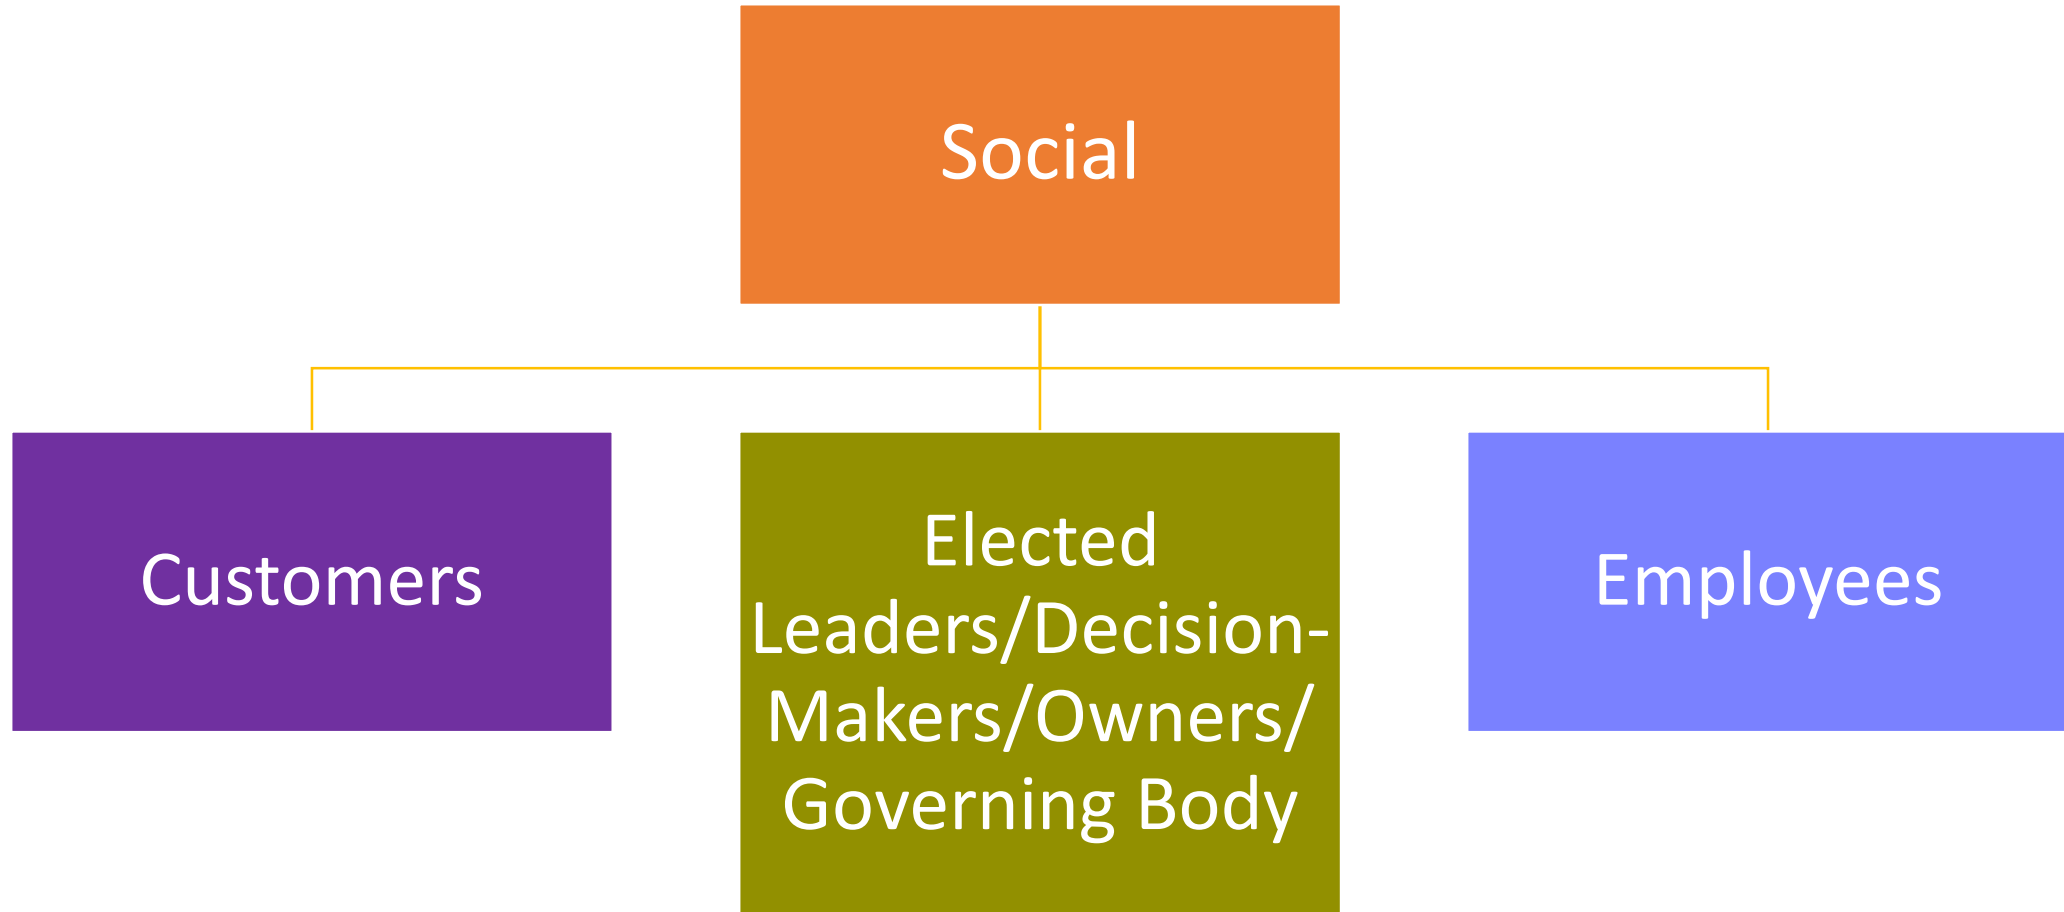 Social
Customers
Elected
Leaders/Decision-
Makers/Owners/
Governing Body
Employees